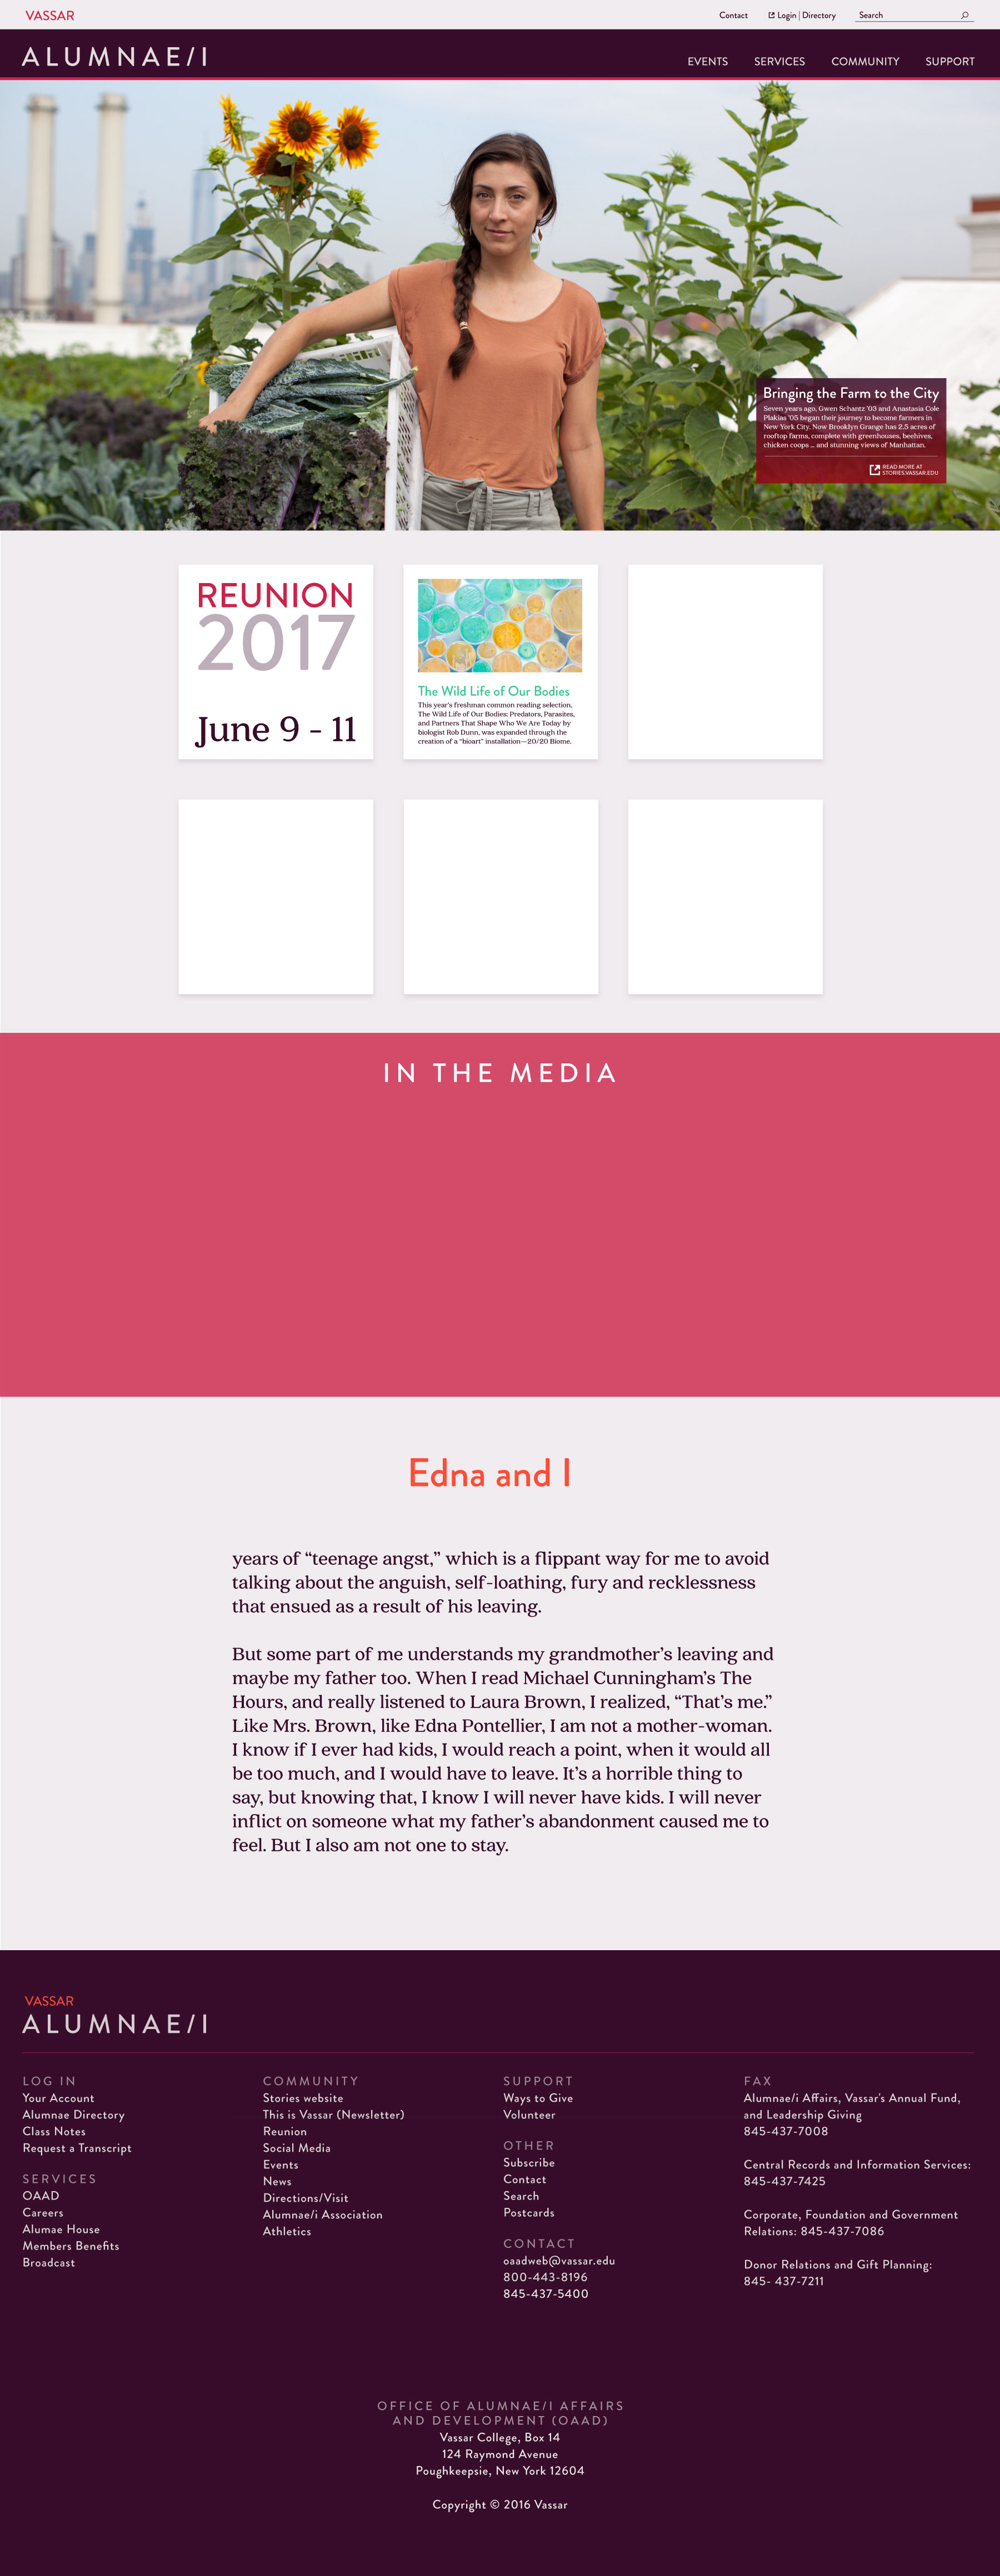 VASSAR
Contact
Login | Directory
Search
ALUMNAE/I
EVENTS
SERVICES
COMMUNITY
SUPPORT
Bringing the Farm to the City
Seven years ago, Gwen Schantz '03 and Anastasia Cole
Plakias '05 began their journey to become farmers in
New York City. Now Brooklyn Grange has 2.5 acres of
rooftop farms, complete with greenhouses, beehives,
chicken coops ... and stunning views of Manhattan.
READ MORE AT
STORIES.VASSAR.EDU
REUNION
2017
June 9 - 11
The Wild Life of Our Bodies
This year's freshman common reading selection,
The Wild Life of Our Bodies: Predators, Parasites,
and Partners That Shape Who We Are Today by
biologist Rob Dunn, was expanded through the
creation of a "bioart" installation—20/20 Biome.
IN THE MEDIA
Edna and I
years of “teenage angst,” which is a flippant way for me to avoid
talking about the anguish, self-loathing, fury and recklessness
that ensued as a result of his leaving.
But some part of me understands my grandmother’s leaving and
maybe my father too. When I read Michael Cunningham’s The
Hours, and really listened to Laura Brown, I realized, “That’s me.”
Like Mrs. Brown, like Edna Pontellier, I am not a mother-woman.
I know if I ever had kids, I would reach a point, when it would all
be too much, and I would have to leave. It’s a horrible thing to
say, but knowing that, I know I will never have kids. I will never
inflict on someone what my father’s abandonment caused me to
feel. But I also am not one to stay.
VASSAR
ALUMNAE/I
LOG IN
Your Account
Alumnae Directory
Class Notes
Request a Transcript
SERVICES
OAAD
Careers
Alumae House
Members Benefits
Broadcast
COMMUNITY
Stories website
This is Vassar (Newsletter)
Reunion
Social Media
Events
News
Directions/Visit
Alumnae/i Association
Athletics
SUPPORT
Ways to Give
Volunteer
OTHER
Subscribe
Contact
Search
Postcards
CONTACT
oaadweb@vassar.edu
800-443-8196
845-437-5400
FAX
Alumnae/i Affairs, Vassar's Annual Fund,
and Leadership Giving
845-437-7008
Central Records and Information Services:
845-437-7425
Corporate, Foundation and Government
Relations: 845-437-7086
Donor Relations and Gift Planning:
845- 437-7211
OFFICE OF ALUMNAE/I AFFAIRS
AND DEVELOPMENT (OAAD)
Vassar College, Box 14
124 Raymond Avenue
Poughkeepsie, New York 12604
Copyright © 2016 Vassar